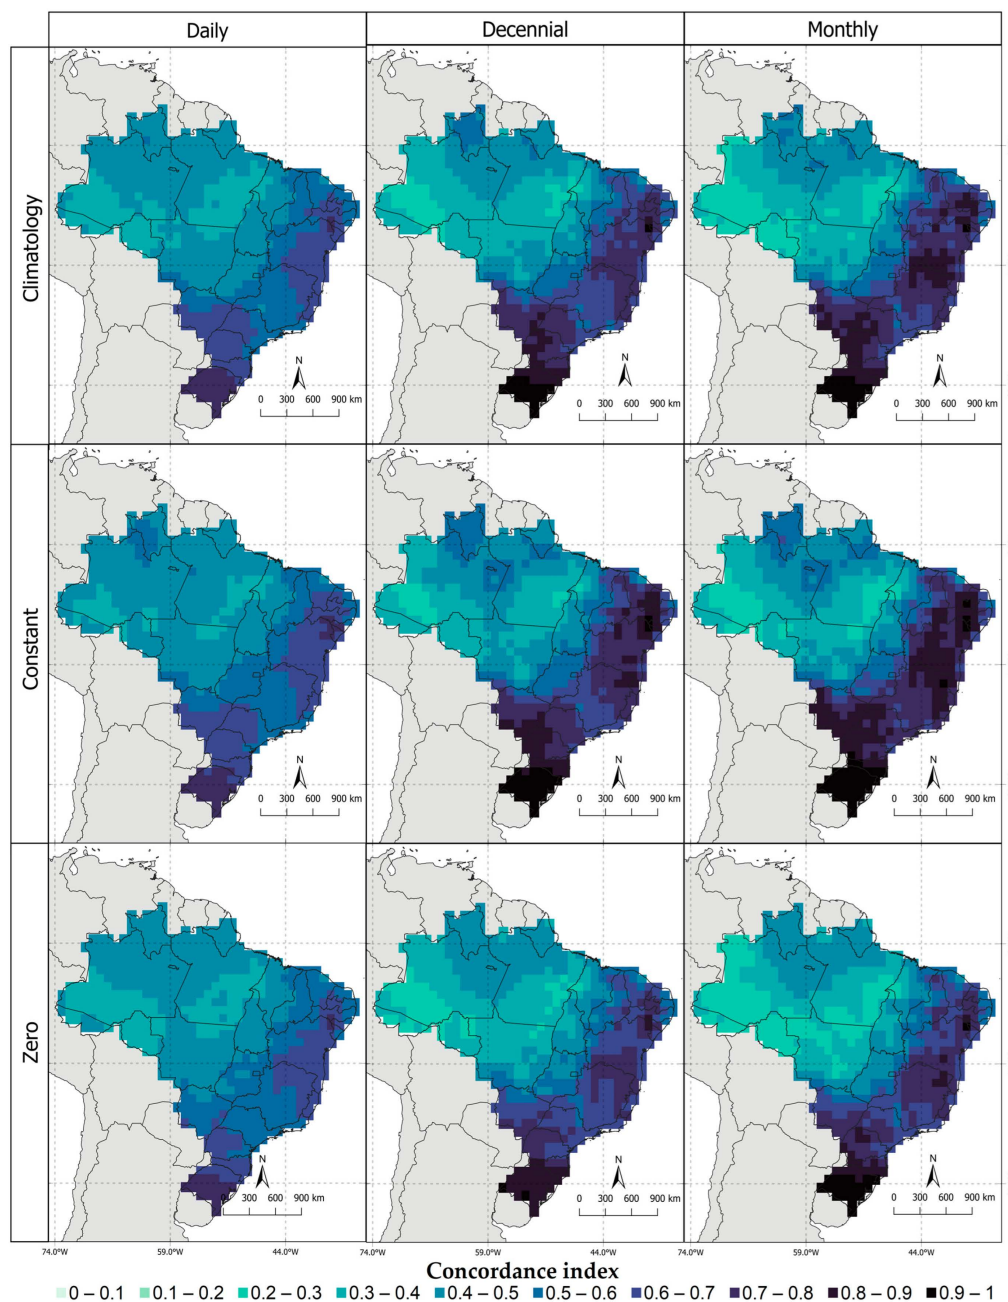 Daily Decennial Monthly
Climatology
N N N
0 300 600 900 km 0 300 600 900 km 0 300 600 900 km
Constant
N N N
0 300 600 900 km 0 300 600 900 km 0 300 600 900 km
Zero
N N N
0 300 600 900 km 0 300 600 900 km 0 300 600 900 km
74.0°W 59.0°W 44.0°W 74.0°W 59.0°W 44.0°W 74.0°W 59.0°W 44.0°W
Concordance index
0 – 0.1 0.1 – 0.2 0.2 – 0.3 0.3 – 0.4 0.4 – 0.5 0.5 – 0.6 0.6 – 0.7 0.7 – 0.8 0.8 – 0.9 0.9 – 1